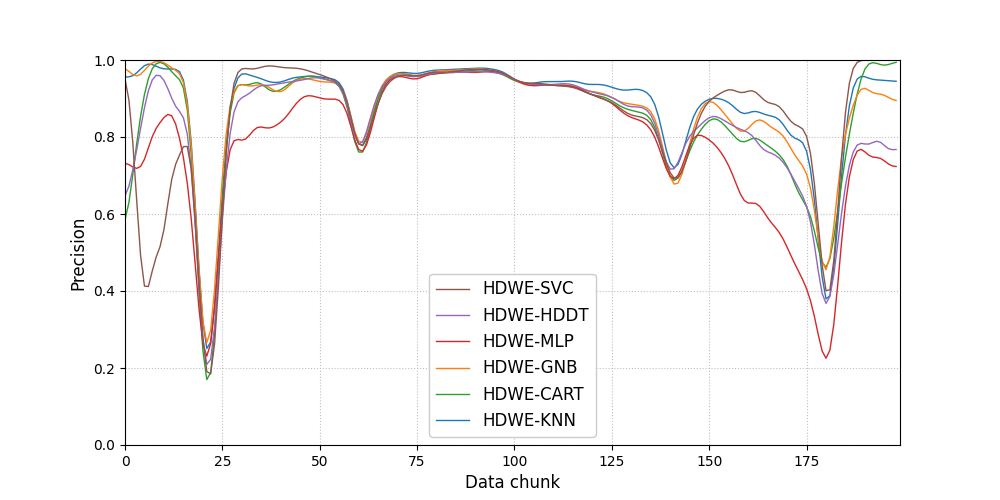 1.0
0.8
0.6
0.4
0.2
0.0
Precision
0 25 50 75 100 125 150 175
Data chunk
HDWE-SVC
HDWE-HDDT
HDWE-MLP
HDWE-GNB
HDWE-CART
HDWE-KNN